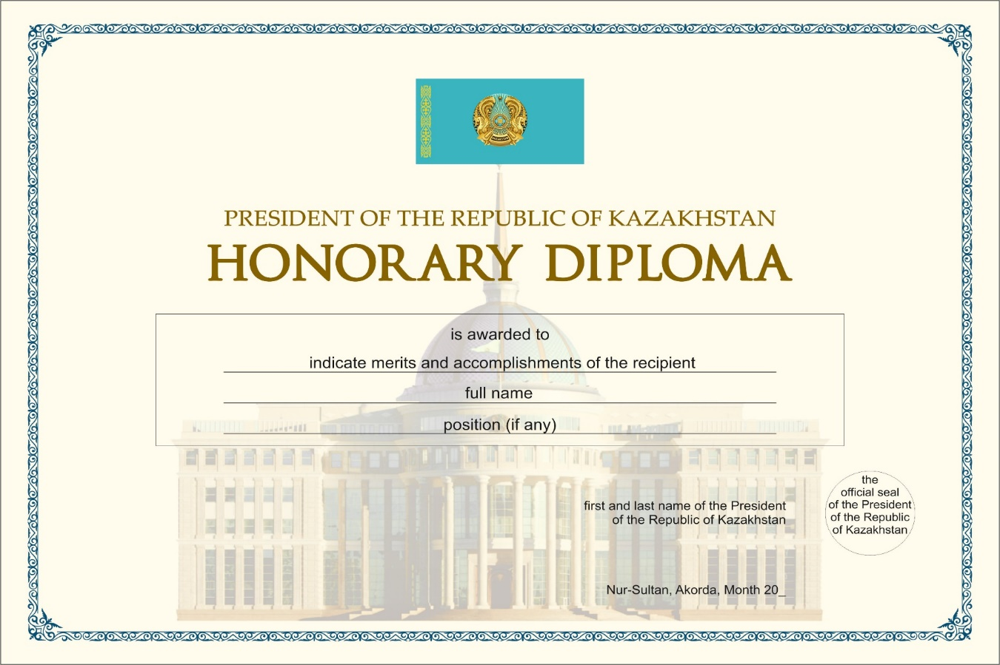 PRESIDENT OF THE REPUBLIC OF KAZAKHSTAN
HONORARY DIPLOMA
is awarded to
indicate merits and accomplishments of the recipient
full name
position (if any)
first and last name of the President
of the Republic of Kazakhstan
the
official seal
of the President
of the Republic
of Kazakhstan
Nur-Sultan, Akorda, Month 20_